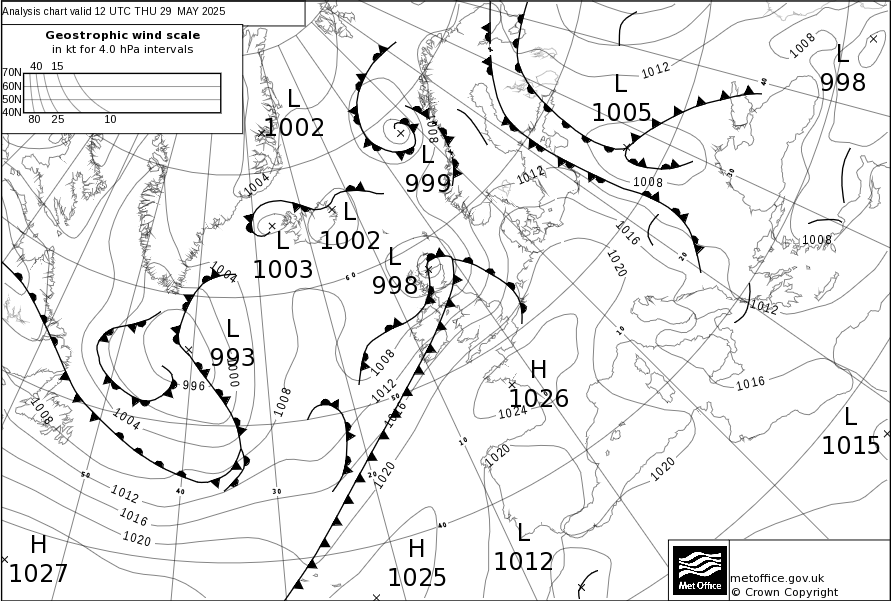 Analysis chart valid 12 UTC THU 29 MAY 2025
Geostrophic wind scale
in kt for 4.0 hPa intervals
40 15
70N
60N
50N
40N
80 25 10
L
1002
L
999
L
1005
L
998
L
1002
L
1003
L
998
L
993
H
1026
L
1015
H
1027
H
1025
L
1012
1008
1012
1008
1004
1012
1008
1016
1020
1008
1012
1016
1004
996
1000
1008
1008
1012
1016
1020
1004
1008
1012
1016
1020
1024
1020
1020
60
50
40
30
20
10
50
40
10
20
30
40
metoffice.gov.uk
© Crown Copyright
Met Office